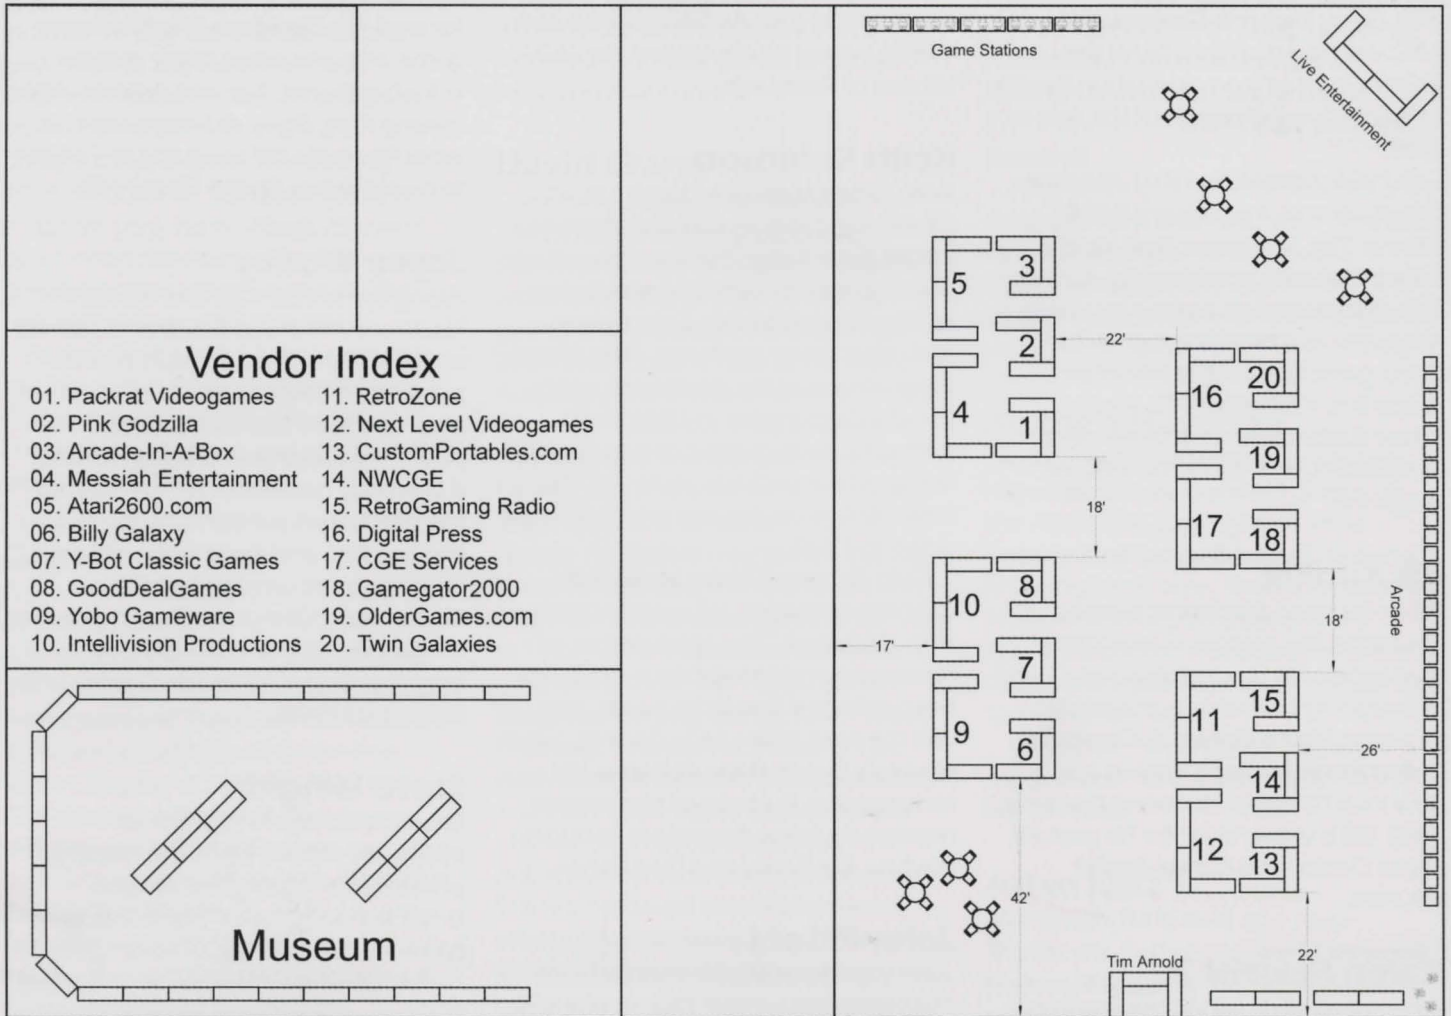 Game Stations
Live Entertainment
Vendor Index
01. Packrat Videogames
02. Pink Godzilla
03. Arcade-In-A-Box
04. Messiah Entertainment
05. Atari2600.com
06. Billy Galaxy
07. Y-Bot Classic Games
08. GoodDealGames
09. Yobo Gameware
10. Intellivision Productions
11. RetroZone
12. Next Level Videogames
13. CustomPortables.com
14. NWCGE
15. RetroGaming Radio
16. Digital Press
17. CGE Services
18. Gamegator2000
19. OlderGames.com
20. Twin Galaxies
5
3
2
4
1
22'
16
20
19
17
18
18'
10
8
17'
7
9
6
18'
Arcade
11
15
26'
14
12
13
42'
22'
Tim Arnold
Museum